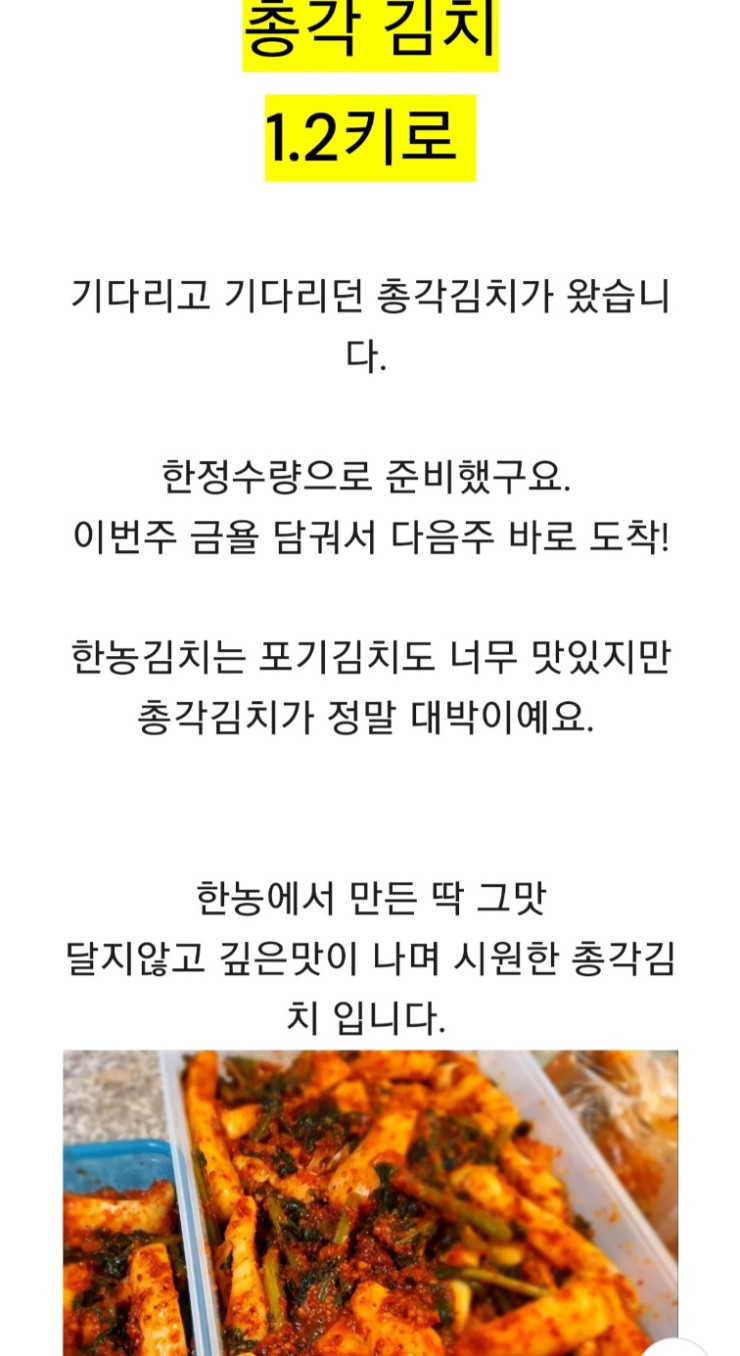 총각 김치
1.2키로
기다리고 기다리던 총각김치가 왔습니
다.
한정수량으로 준비했구요.
이번주 금욜 담궈서 다음주 바로 도착!
한농김치는 포기김치도 너무 맛있지만
총각김치가 정말 대박이예요.
한농에서 만든 딱 그맛
달지않고 깊은맛이 나며 시원한 총각김
치 입니다.